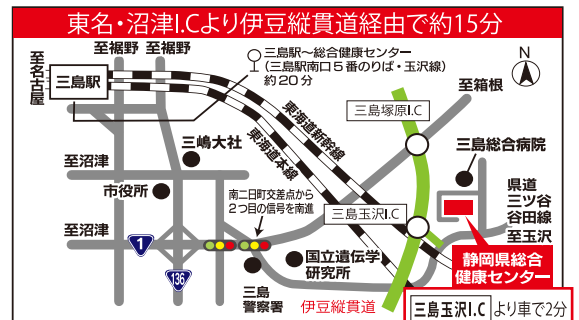 東名・沼津I.Cより伊豆縦貫道経由で約15分
至裾野
至裾野
至名古屋
三島駅
三島駅〜総合健康センター
(三島駅南口5番のりば・玉沢線)
約20分
N
至箱根
三島塚原I.C
東海道新幹線
東海道本線
三嶋大社
三島総合病院
至沼津
市役所
南二日町交差点から
2つ目の信号を南進
三島玉沢I.C
県道
三ツ谷
谷田線
至玉沢
至沼津
1
136
国立遺伝学
研究所
静岡県総合
健康センター
三島
警察署
伊豆縦貫道
三島玉沢I.Cより車で2分